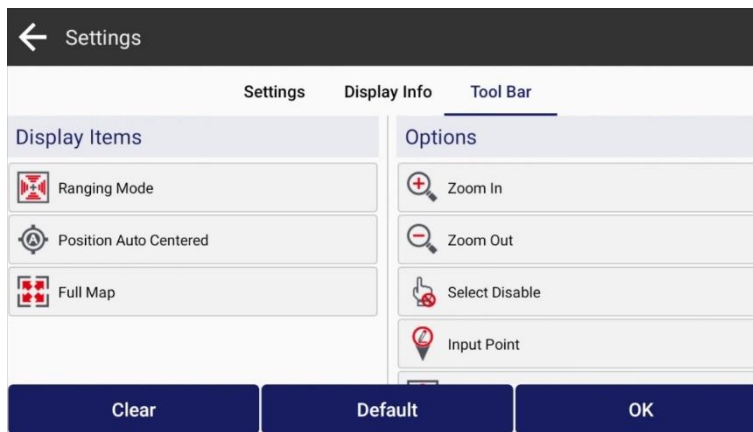 Settings
Settings Display Info Tool Bar
Display Items
Ranging Mode
Position Auto Centered
Full Map
Options
Zoom In
Zoom Out
Select Disable
Input Point
Clear Default OK